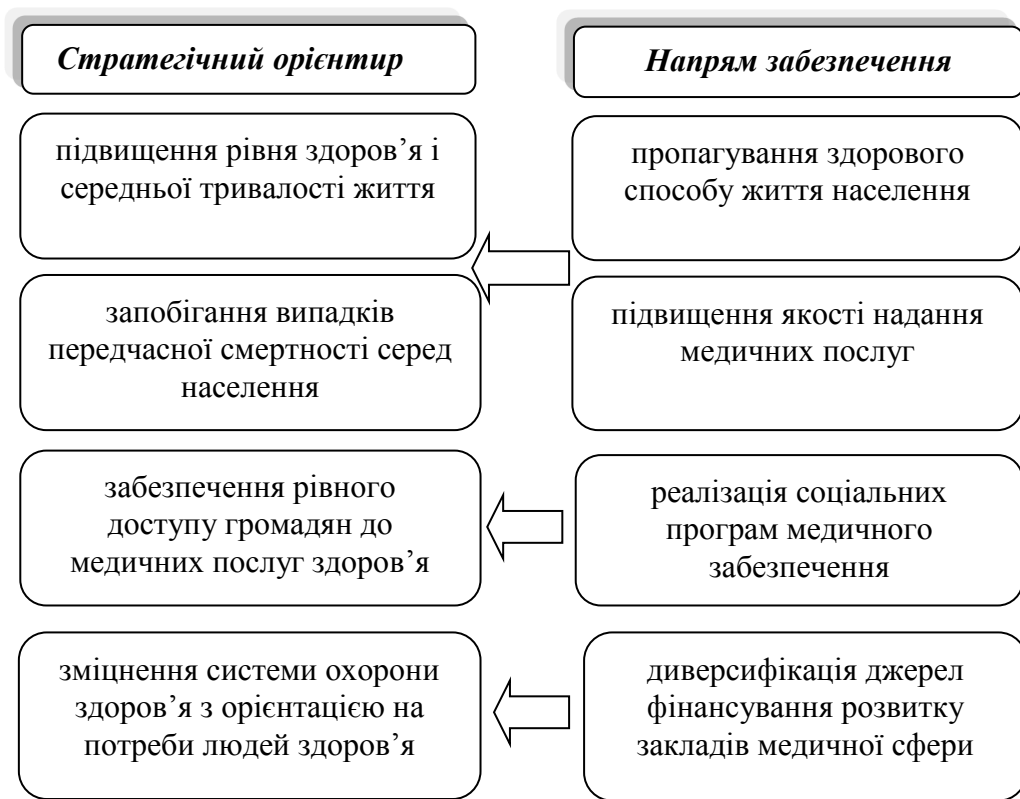 Стратегічний орієнтир
Напрям забезпечення
підвищення рівня здоров’я і
середньої тривалості життя
пропагування здорового
способу життя населення
запобігання випадків
передчасної смертності серед
населення
підвищення якості надання
медичних послуг
забезпечення рівного
доступу громадян до
медичних послуг здоров’я
реалізація соціальних
програм медичного
забезпечення
зміцнення системи охорони
здоров’я з орієнтацією на
потреби людей здоров’я
диверсифікація джерел
фінансування розвитку
закладів медичної сфери